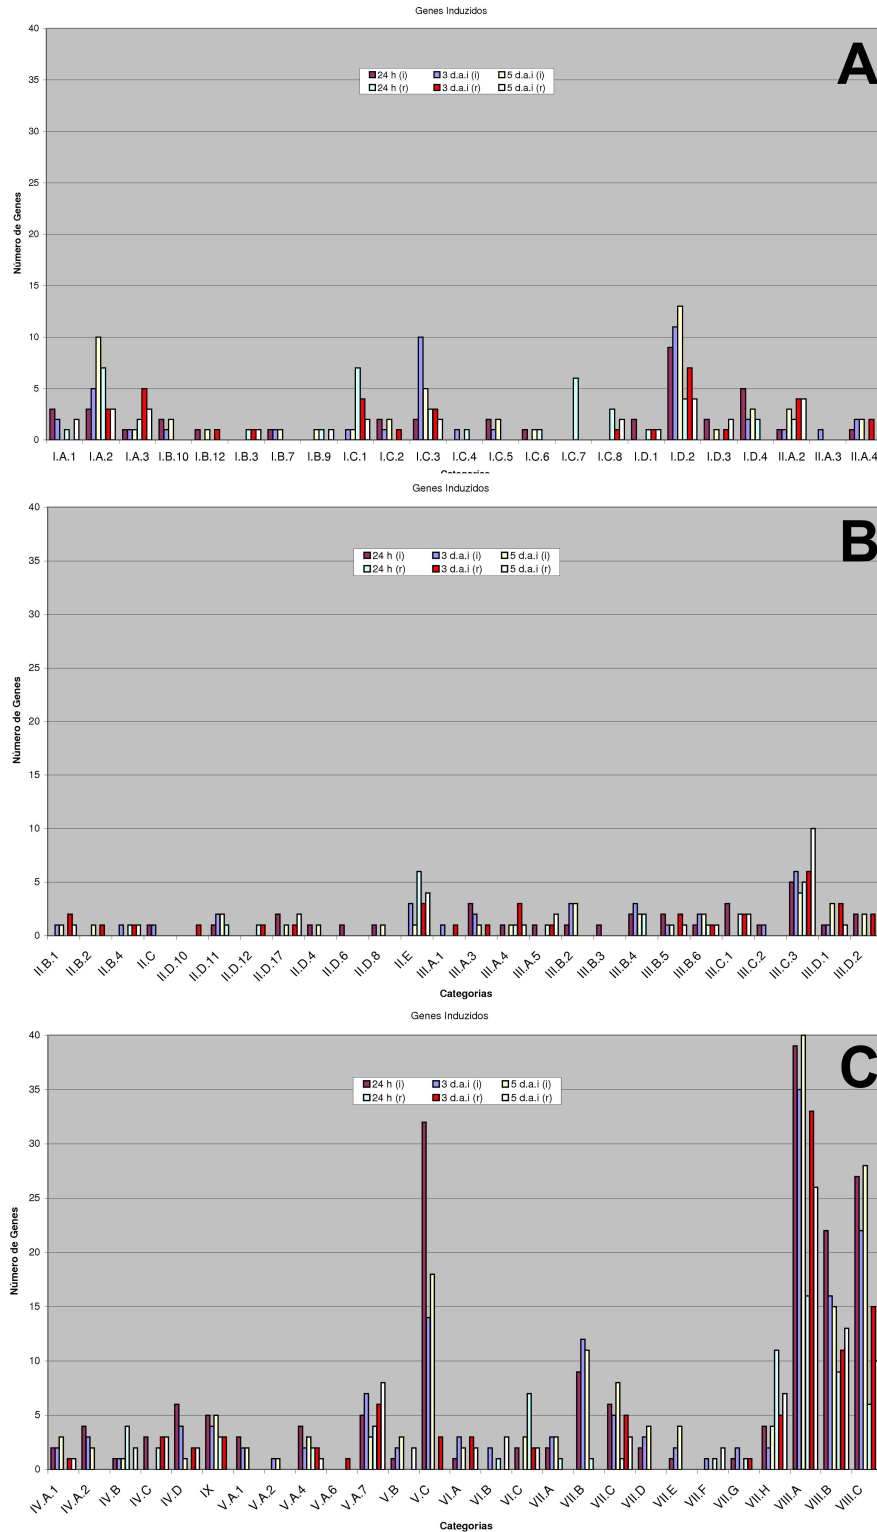 Genes Induzidos
A
24 h (i) 3 d.a.i (i) 5 d.a.i (i)
24 h (r) 3 d.a.i (r) 5 d.a.i (r)
Número de Genes
40
35
30
25
20
15
10
5
0
I.A.1 I.A.2 I.A.3 I.B.10 I.B.12 I.B.3 I.B.7 I.B.9 I.C.1 I.C.2 I.C.3 I.C.4 I.C.5 I.C.6 I.C.7 I.C.8 I.D.1 I.D.2 I.D.3 I.D.4 II.A.2 II.A.3 II.A.4
Categorias
Genes Induzidos
B
24 h (i) 3 d.a.i (i) 5 d.a.i (i)
24 h (r) 3 d.a.i (r) 5 d.a.i (r)
Número de Genes
40
35
30
25
20
15
10
5
0
II.B.1 II.B.2 II.B.4 II.C II.D.10 II.D.11 II.D.12 II.D.17 II.D.4 II.D.6 II.D.8 II.E III.A.1 III.A.3 III.A.4 III.A.5 III.B.2 III.B.3 III.B.4 III.B.5 III.B.6 III.C.1 III.C.2 III.C.3 III.D.1 III.D.2
Categorias
Genes Induzidos
C
24 h (i) 3 d.a.i (i) 5 d.a.i (i)
24 h (r) 3 d.a.i (r) 5 d.a.i (r)
Número de Genes
40
35
30
25
20
15
10
5
0
IV.A.1 IV.A.2 IV.B IV.C IV.D IX V.A.1 V.A.2 V.A.4 V.A.6 V.A.7 V.B V.C VI.A VI.B VI.C VII.A VII.B VII.C VII.D VII.E VII.F VII.G VII.H VIII.A VIII.B VIII.C
Categorias